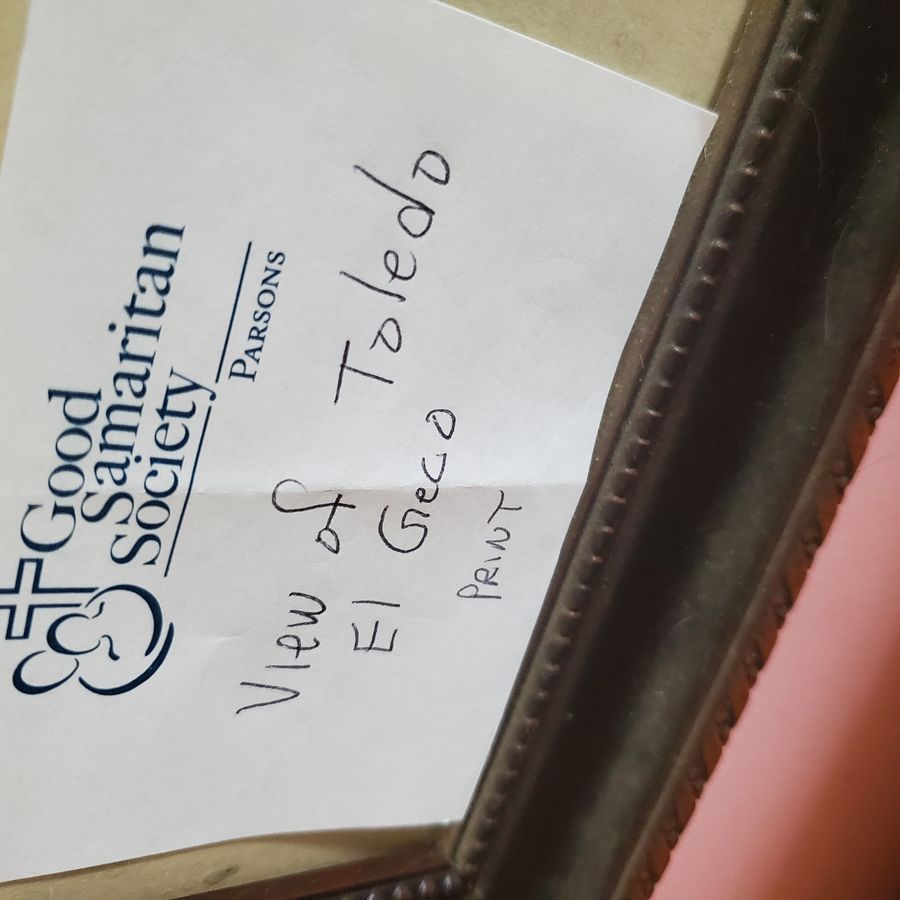 Good
Samaritan
Society
PARSONS
View of Toledo
El Greco
PRINT